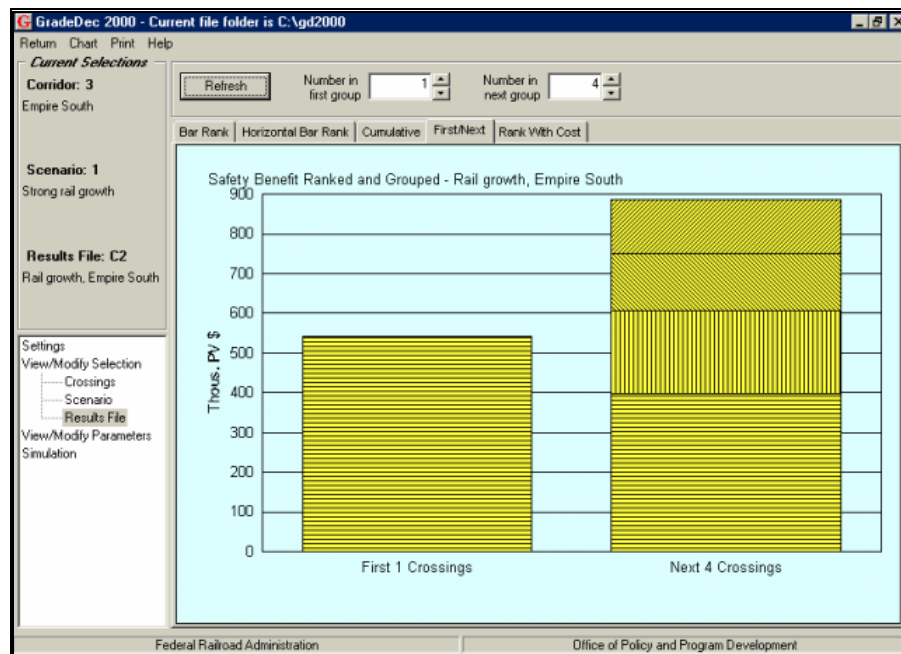 GradeDec 2000 - Current file folder is C:\gd2000
Return Chart Print Help
Current Selections
Corridor: 3
Empire South
Scenario: 1
Strong rail growth
Results File: C2
Rail growth, Empire South
Settings
View/Modify Selection
Crossings
Scenario
Results File
View/Modify Parameters
Simulation
Refresh
Number in
first group
1
Number in
next group
4
Bar Rank Horizontal Bar Rank Cumulative First/Next Rank With Cost
Safety Benefit Ranked and Grouped - Rail growth, Empire South
Thous. PV $
900
800
700
600
500
400
300
200
100
0
First 1 Crossings Next 4 Crossings
Federal Railroad Administration Office of Policy and Program Development